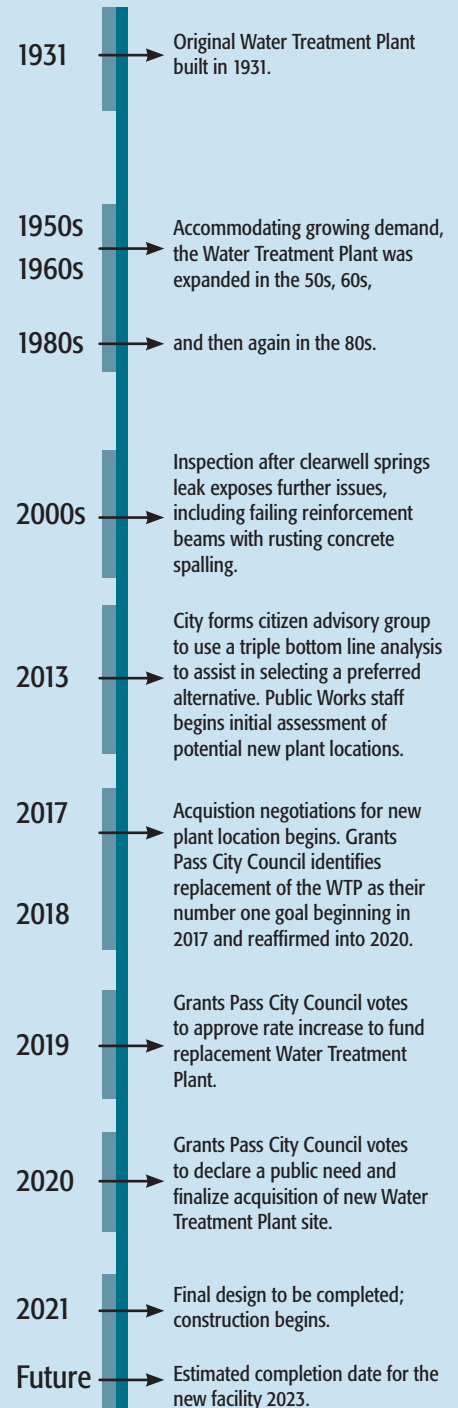 1931
Original Water Treatment Plant
built in 1931.
1950s
1960s
Accommodating growing demand,
the Water Treatment Plant was
expanded in the 50s, 60s,
1980s
and then again in the 80s.
2000s
Inspection after clearwell springs
leak exposes further issues,
including failing reinforcement
beams with rusting concrete
spalling.
2013
City forms citizen advisory group
to use a triple bottom line analysis
to assist in selecting a preferred
alternative. Public Works staff
begins initial assessment of
potential new plant locations.
2017
2018
Acquistion negotiations for new
plant location begins. Grants
Pass City Council identifies
replacement of the WTP as their
number one goal beginning in
2017 and reaffirmed into 2020.
2019
Grants Pass City Council votes
to approve rate increase to fund
replacement Water Treatment
Plant.
2020
Grants Pass City Council votes
to declare a public need and
finalize acquisition of new Water
Treatment Plant site.
2021
Final design to be completed;
construction begins.
Future
Estimated completion date for the
new facility 2023.